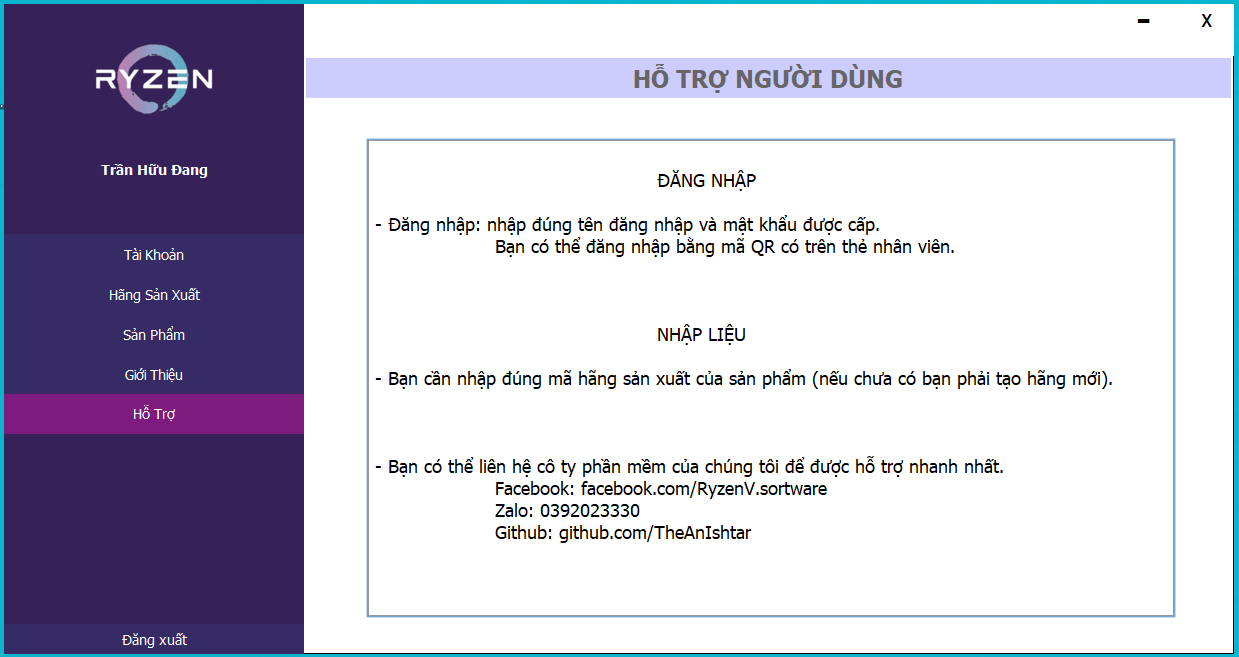 RYZEN
Trần Hữu Đang
Tài Khoản
Hãng Sản Xuất
Sản Phẩm
Giới Thiệu
Hỗ Trợ
Đăng xuất
X
HỖ TRỢ NGƯỜI DÙNG
ĐĂNG NHẬP
- Đăng nhập: nhập đúng tên đăng nhập và mật khẩu được cấp.
Bạn có thể đăng nhập bằng mã QR có trên thẻ nhân viên.
NHẬP LIỆU
- Bạn cần nhập đúng mã hãng sản xuất của sản phẩm (nếu chưa có bạn phải tạo hãng mới).
- Bạn có thể liên hệ cô ty phần mềm của chúng tôi để được hỗ trợ nhanh nhất.
Facebook: facebook.com/RyzenV.sortware
Zalo: 0392023330
Github: github.com/TheAnIshtar